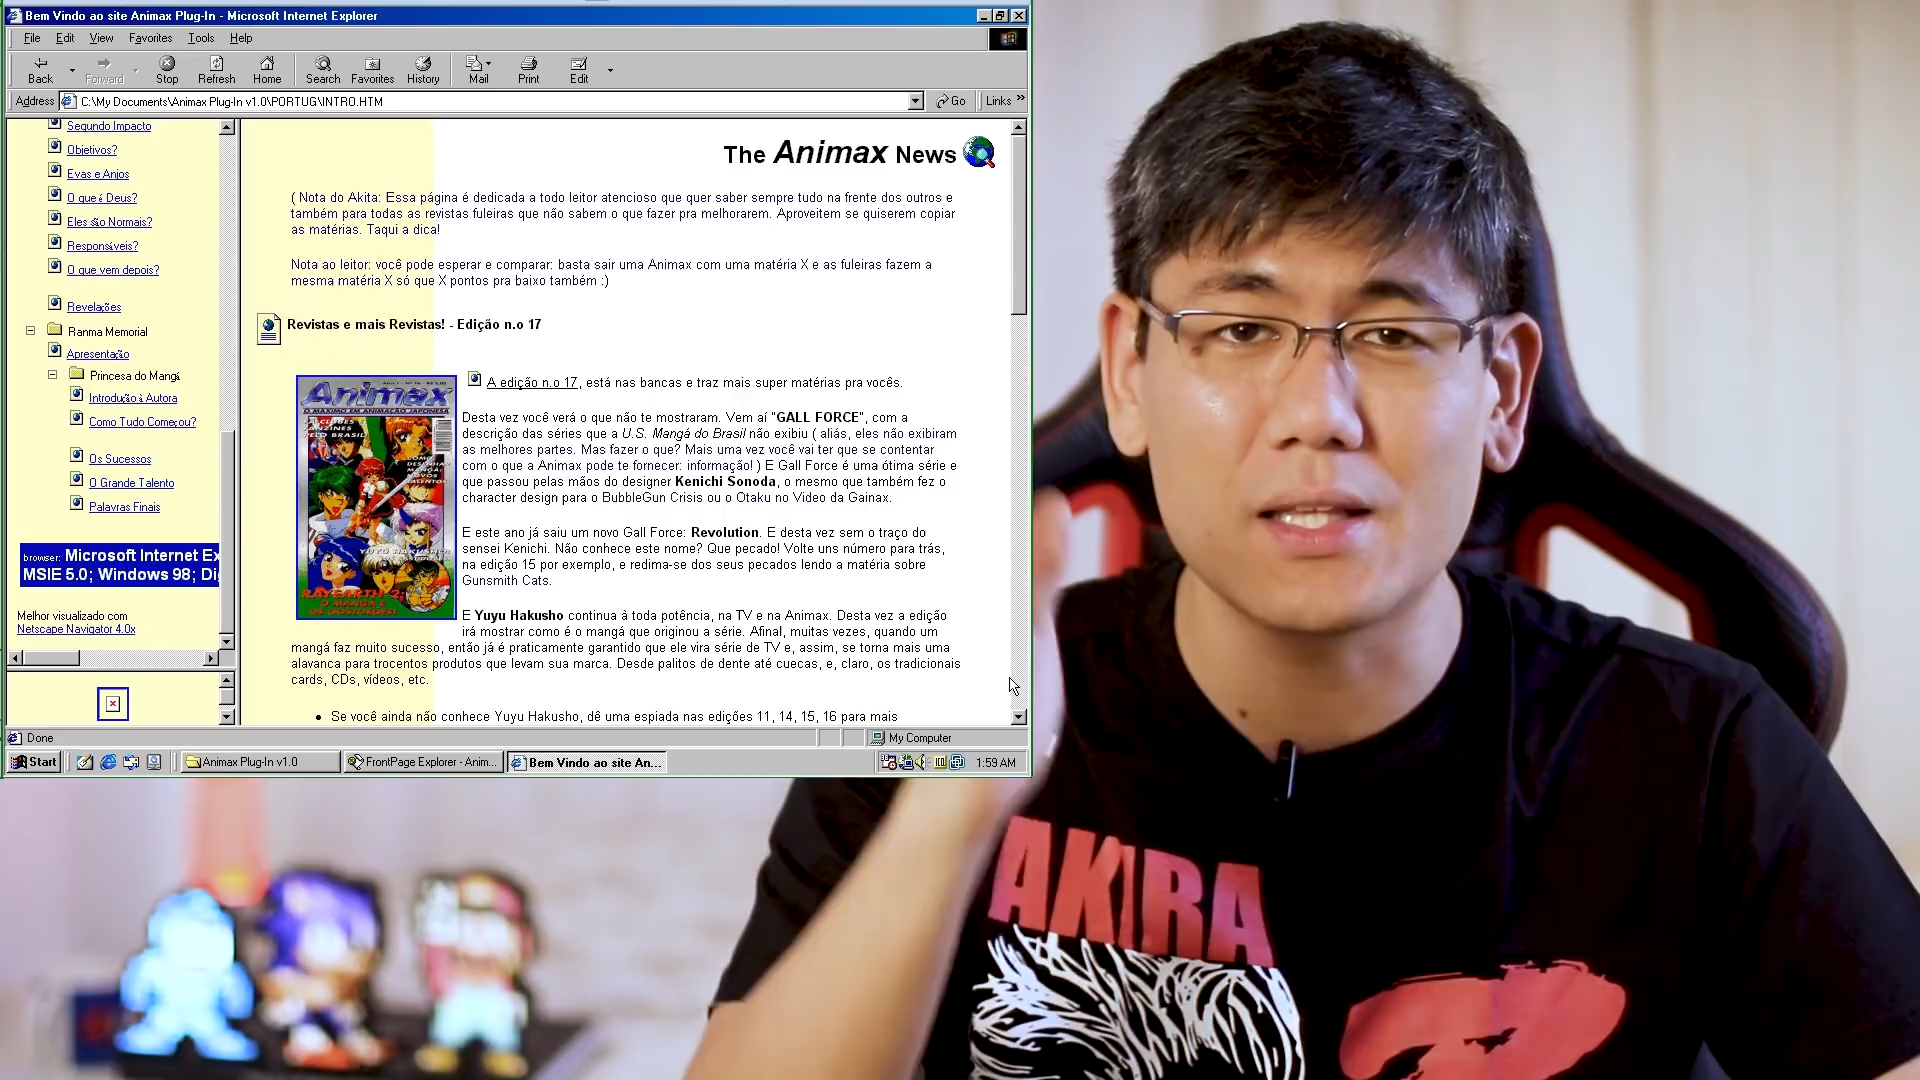 Bem Vindo ao site Animax Plug-In - Microsoft Internet Explorer
File Edit View Favorites Tools Help
Back Forward Stop Refresh Home Search Favorites History Mail Print Edit
Address C:\My Documents\Animax Plug-In v1.0\PORTUG\INTRO.HTM Go Links »
Segundo Impacto
Objetivos?
Evas e Anjos
O que é Deus?
Eles são Normais?
Responsáveis?
O que vem depois?
Revelações
Ranma Memorial
Apresentação
Princesa do Mangá
Introdução à Autora
Como Tudo Começou?
Os Sucessos
O Grande Talento
Palavras Finais
browser: Microsoft Internet Ex
MSIE 5.0; Windows 98; Di
Melhor visualizado com
Netscape Navigator 4.0x
The Animax News
( Nota do Akita: Essa página é dedicada a todo leitor atencioso que quer saber sempre tudo na frente dos outros e
também para todas as revistas fuleiras que não sabem o que fazer pra melhorarem. Aproveitem se quiserem copiar
as matérias. Taqui a dica!
Nota ao leitor: você pode esperar e comparar: basta sair uma Animax com uma matéria X e as fuleiras fazem a
mesma matéria X só que X pontos pra baixo também :)
Revistas e mais Revistas! - Edição n.o 17
Animax
O MÁXIMO EM ANIMAÇÃO JAPONESA
YUYU HAKUSHO
RAYEARTH 2:
O MANGÁ E
A edição n.o 17, está nas bancas e traz mais super matérias pra vocês.
Desta vez você verá o que não te mostraram. Vem aí "GALL FORCE", com a
descrição das séries que a U.S. Mangá do Brasil não exibiu ( aliás, eles não exibiram
as melhores partes. Mas fazer o que? Mais uma vez você vai ter que se contentar
com o que a Animax pode te fornecer: informação! ) E Gall Force é uma ótima série e
que passou pelas mãos do designer Kenichi Sonoda, o mesmo que também fez o
character design para o BubbleGun Crisis ou o Otaku no Video da Gainax.
E este ano já saiu um novo Gall Force: Revolution. E desta vez sem o traço do
sensei Kenichi. Não conhece este nome? Que pecado! Volte uns número para trás,
na edição 15 por exemplo, e redima-se dos seus pecados lendo a matéria sobre
Gunsmith Cats.
E Yuyu Hakusho continua à toda potência, na TV e na Animax. Desta vez a edição
irá mostrar como é o mangá que originou a série. Afinal, muitas vezes, quando um
mangá faz muito sucesso, então já é praticamente garantido que ele vira série de TV e, assim, se torna mais uma
alavanca para trocentos produtos que levam sua marca. Desde palitos de dente até cuecas, e, claro, os tradicionais
cards, CDs, vídeos, etc.
Se você ainda não conhece Yuyu Hakusho, dê uma espiada nas edições 11, 14, 15, 16 para mais
Done My Computer
Start Animax Plug-In v1.0 FrontPage Explorer - Anim... Bem Vindo ao site An... 1:59 AM
AKIRA